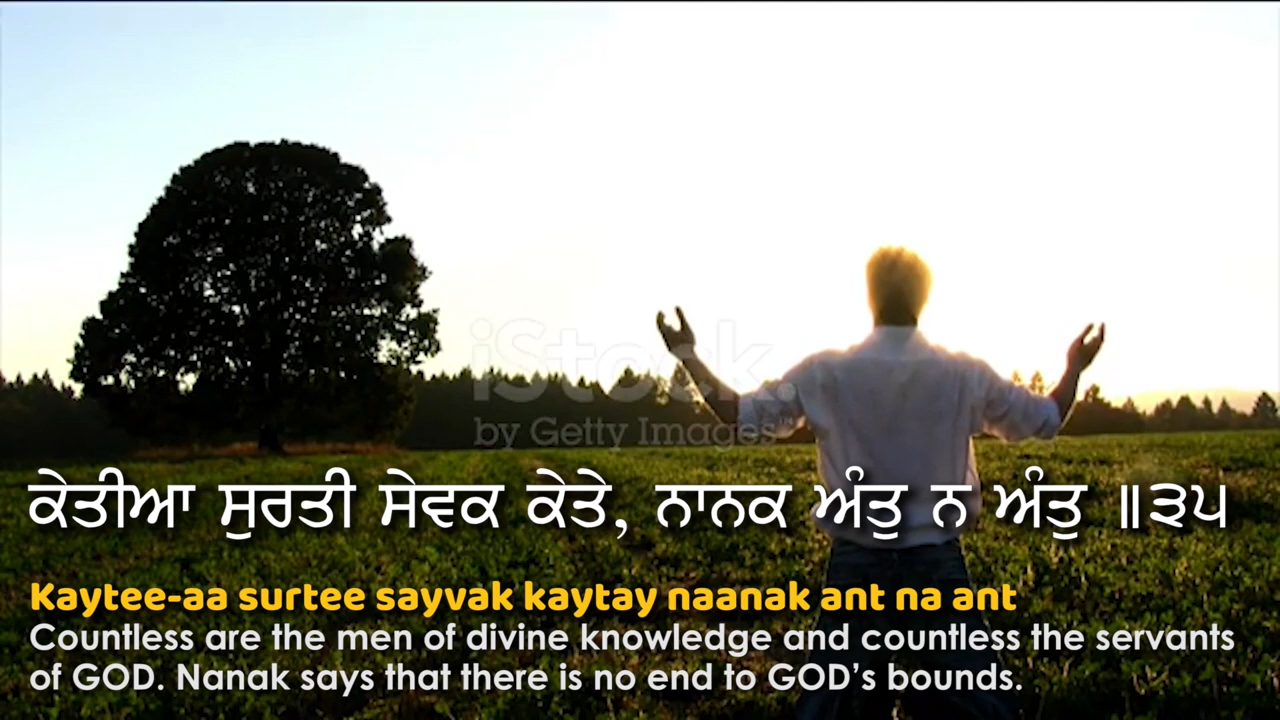 iStock.
by Getty Images™
ਕੇਤੀਆ ਸੁਰਤੀ ਸੇਵਕ ਕੇਤੇ, ਨਾਨਕ ਅੰਤੁ ਨ ਅੰਤੁ ॥੩੫
Kaytee-aa surtee sayvak kaytay naanak ant na ant
Countless are the men of divine knowledge and countless the servants
of GOD. Nanak says that there is no end to GOD’s bounds.